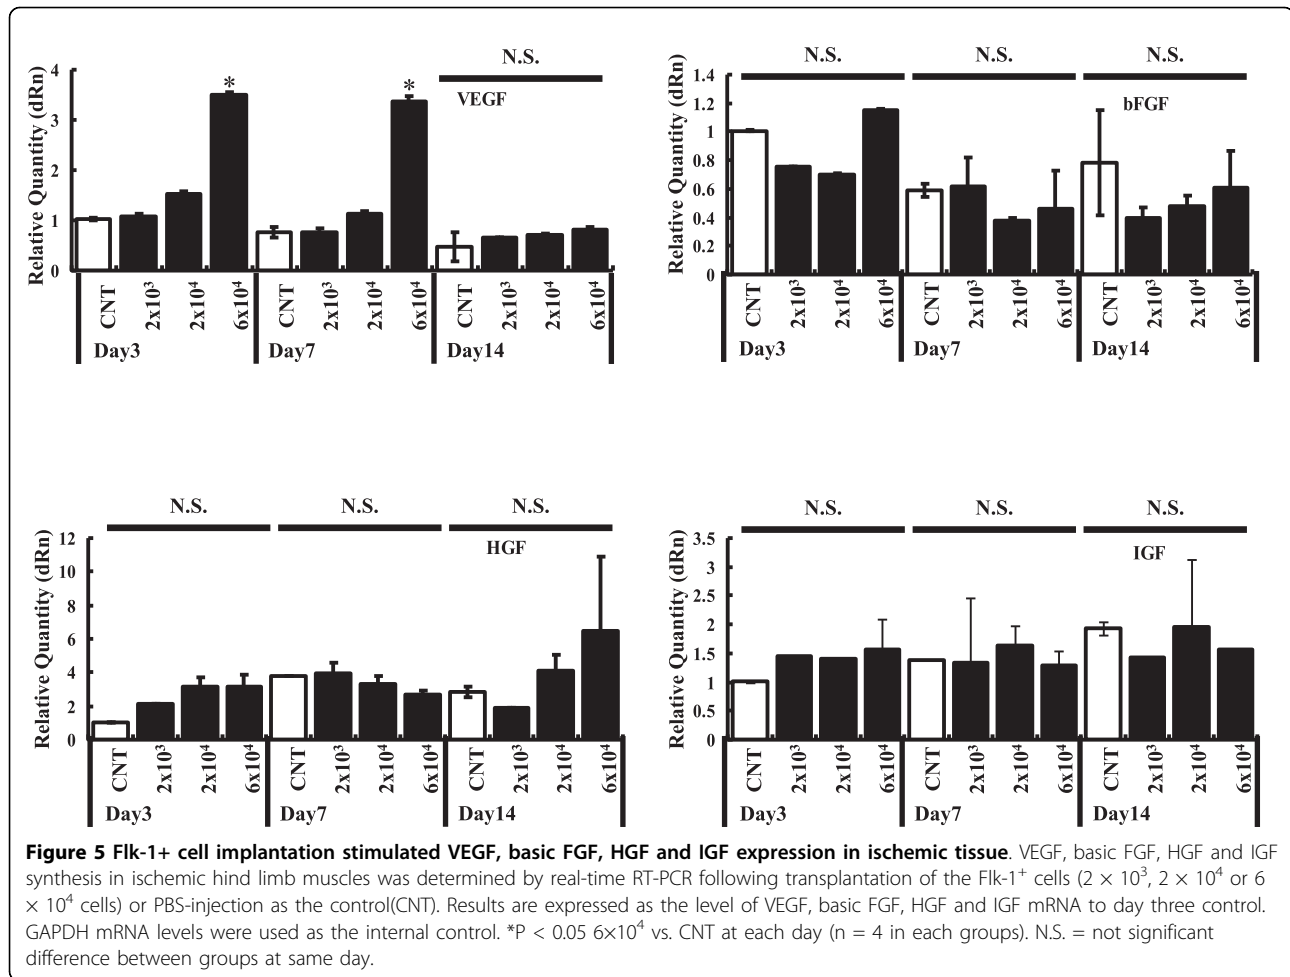 N.S.
Relative Quantity (dRn)
4
3
2
1
0
*
*
VEGF
CNT
2x10³
2x10⁴
6x10⁴
CNT
2x10³
2x10⁴
6x10⁴
CNT
2x10³
2x10⁴
6x10⁴
Day3
Day7
Day14
N.S.
N.S.
N.S.
Relative Quantity (dRn)
1.4
1.2
1
0.8
0.6
0.4
0.2
0
bFGF
CNT
2x10³
2x10⁴
6x10⁴
CNT
2x10³
2x10⁴
6x10⁴
CNT
2x10³
2x10⁴
6x10⁴
Day3
Day7
Day14
N.S.
N.S.
N.S.
Relative Quantity (dRn)
12
10
8
6
4
2
0
HGF
CNT
2x10³
2x10⁴
6x10⁴
CNT
2x10³
2x10⁴
6x10⁴
CNT
2x10³
2x10⁴
6x10⁴
Day3
Day7
Day14
N.S.
N.S.
N.S.
Relative Quantity (dRn)
3.5
3
2.5
2
1.5
1
0.5
0
IGF
CNT
2x10³
2x10⁴
6x10⁴
CNT
2x10³
2x10⁴
6x10⁴
CNT
2x10³
2x10⁴
6x10⁴
Day3
Day7
Day14
Figure 5 Flk-1+ cell implantation stimulated VEGF, basic FGF, HGF and IGF expression in ischemic tissue. VEGF, basic FGF, HGF and IGF
synthesis in ischemic hind limb muscles was determined by real-time RT-PCR following transplantation of the Flk-1⁺ cells (2 × 10³, 2 × 10⁴ or 6
× 10⁴ cells) or PBS-injection as the control(CNT). Results are expressed as the level of VEGF, basic FGF, HGF and IGF mRNA to day three control.
GAPDH mRNA levels were used as the internal control. *P < 0.05 6×10⁴ vs. CNT at each day (n = 4 in each groups). N.S. = not significant
difference between groups at same day.